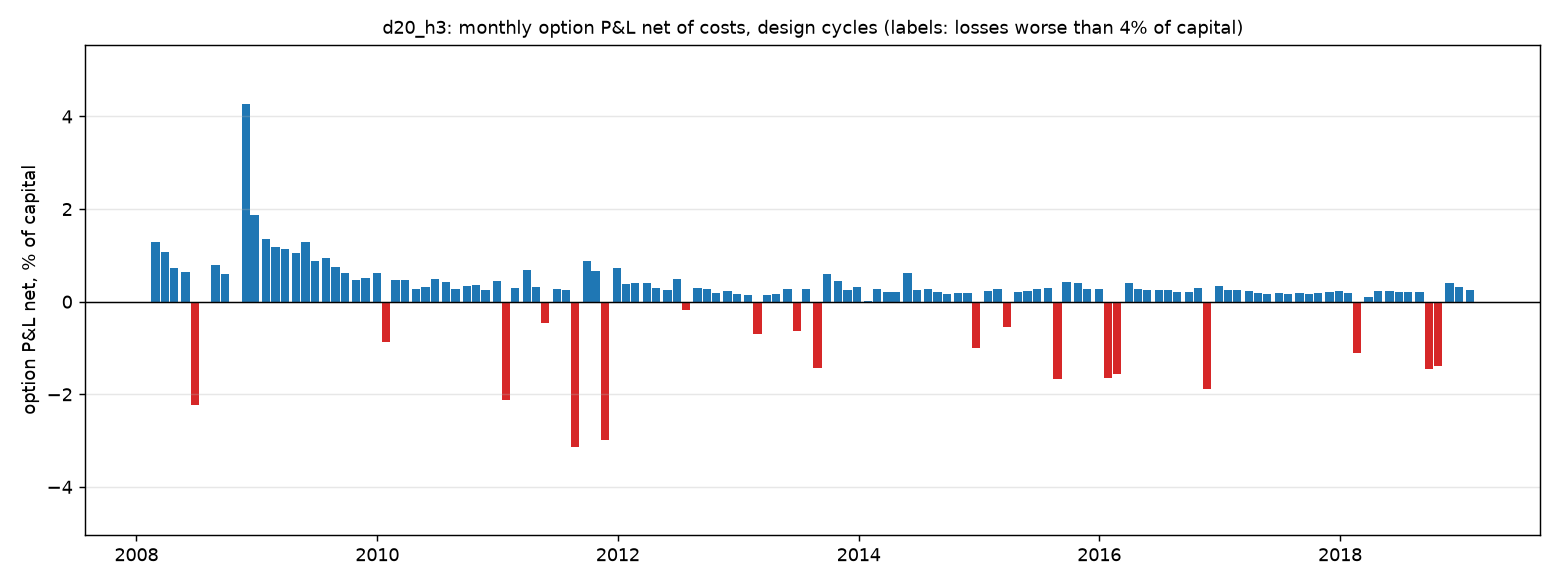 d20_h3: monthly option P&L net of costs, design cycles (labels: losses worse than 4% of capital)
option P&L net, % of capital
4
2
0
−2
−4
2008 2010 2012 2014 2016 2018